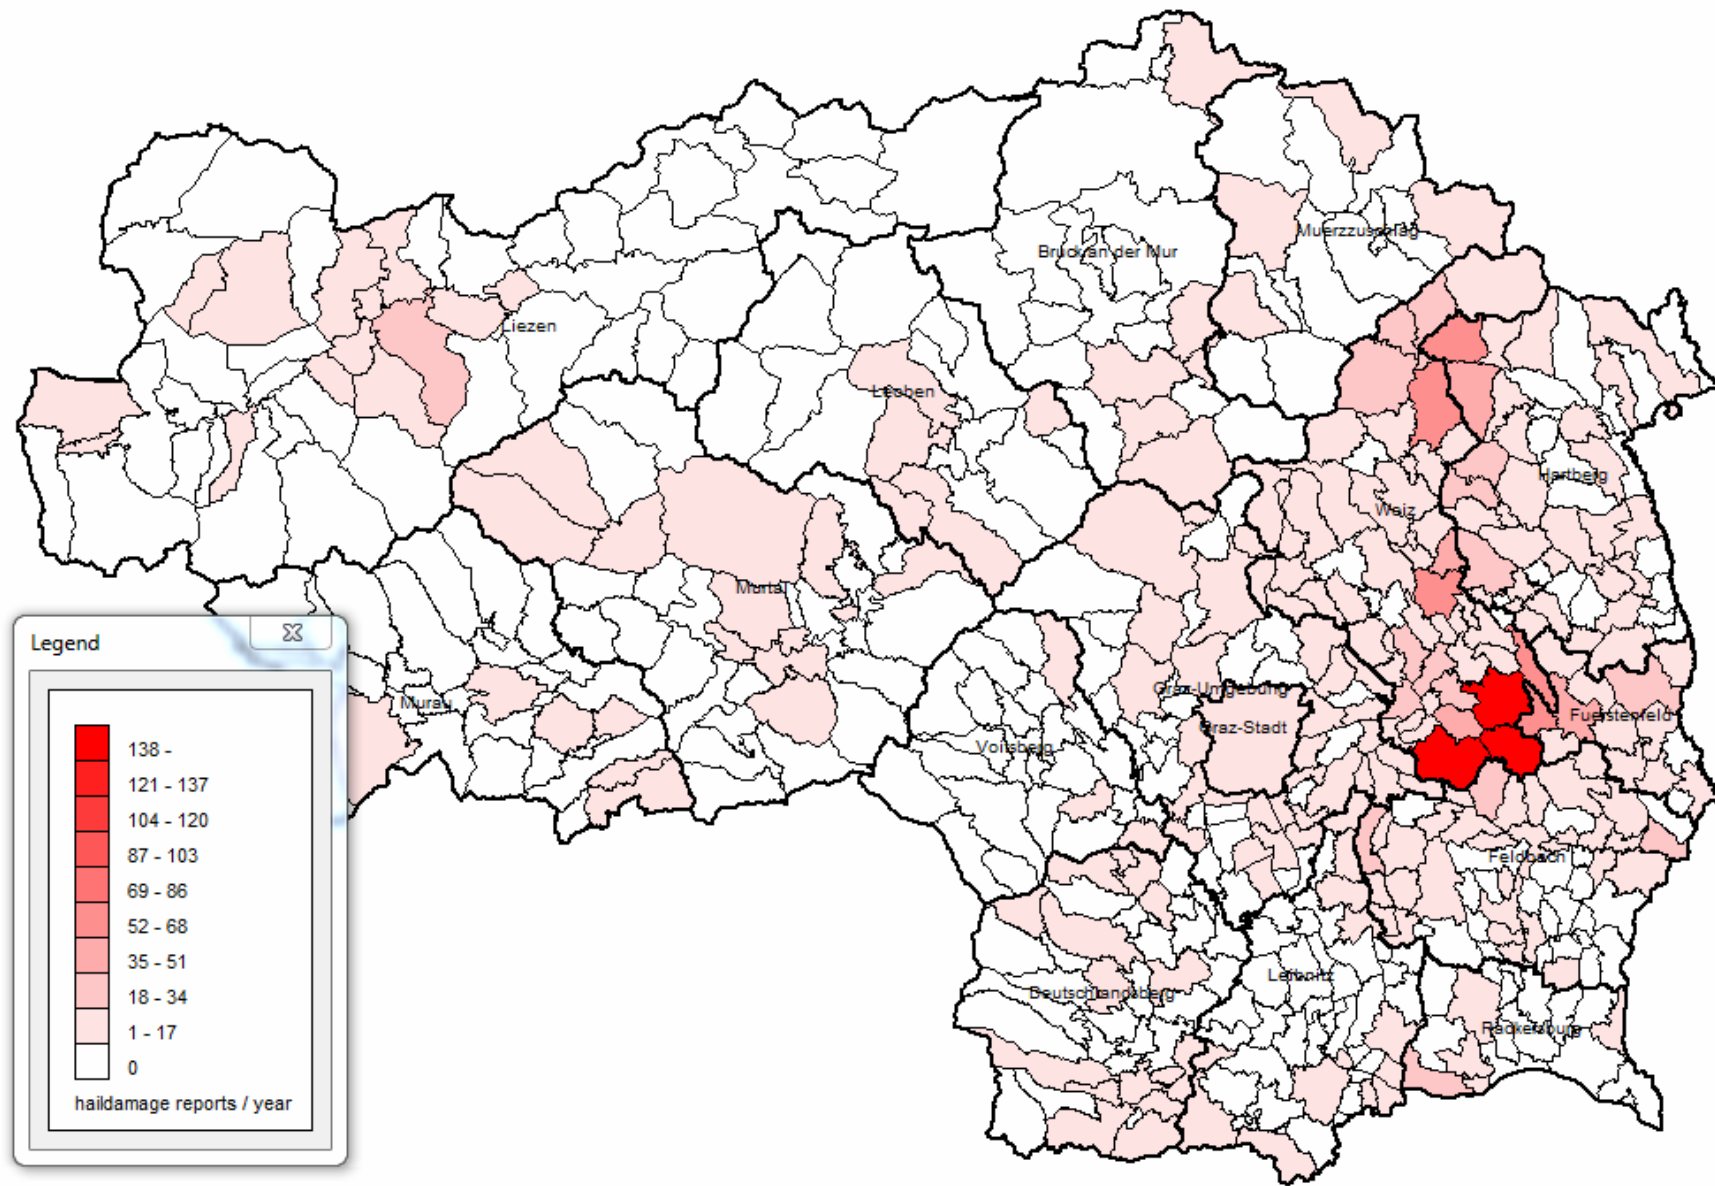 Muerzzuschlag
Bruck an der Mur
Liezen
Leoben
Hartberg
Weiz
Murtal
Graz-Umgebung
Murau
Fuerstenfeld
Graz-Stadt
Voitsberg
Feldbach
Leibnitz
Deutschlandsberg
Radkersburg
Legend
138 -
121 - 137
104 - 120
87 - 103
69 - 86
52 - 68
35 - 51
18 - 34
1 - 17
0
haildamage reports / year